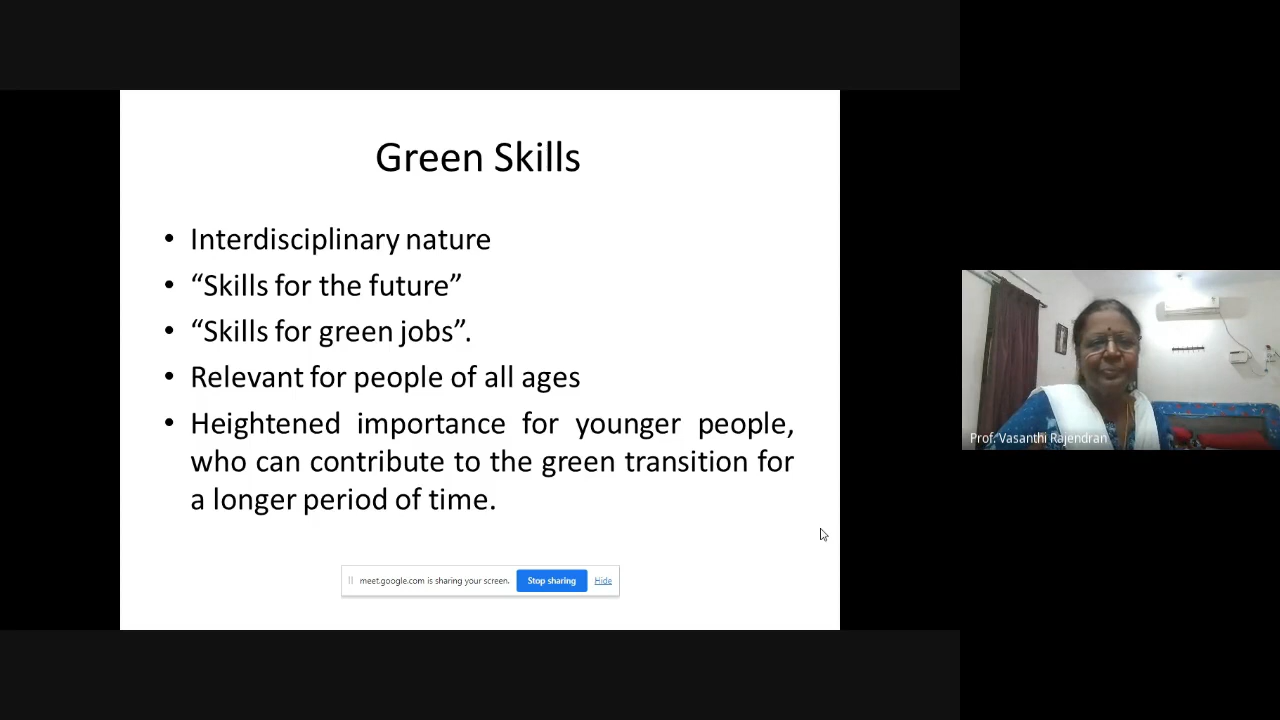 Green Skills
• Interdisciplinary nature
• “Skills for the future”
• “Skills for green jobs”.
• Relevant for people of all ages
• Heightened importance for younger people,
who can contribute to the green transition for
a longer period of time.
meet.google.com is sharing your screen. Stop sharing Hide
Prof. Vasanthi Rajendran